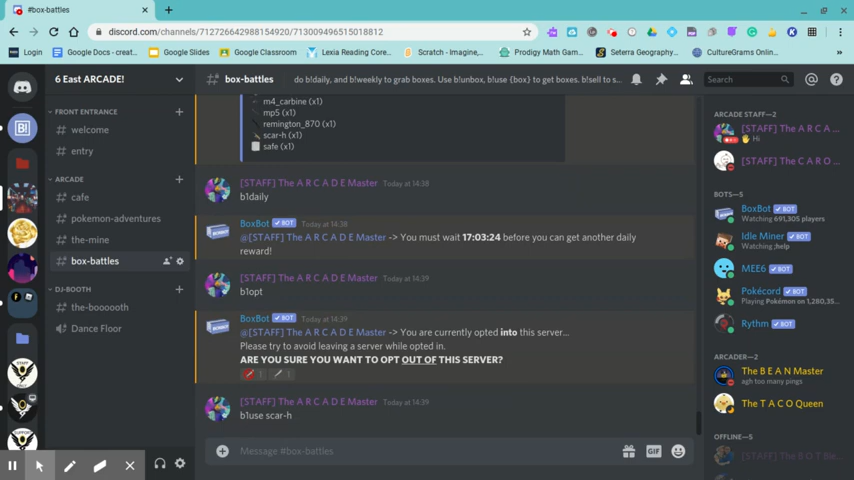 #box-battles
discord.com/channels/712726642988154920/713009496515018812
Login
Google Docs - creat...
Google Slides
Google Classroom
Lexia Reading Core...
Scratch - Imagine,...
Prodigy Math Gam...
Seterra Geography...
CultureGrams Onlin...
6 East ARCADE!
# box-battles
do b!daily, and b!weekly to grab boxes. Use b!unbox, b!use {box} to get boxes. b!sell to s...
Search
FRONT ENTRANCE
# welcome
# entry
ARCADE
# cafe
# pokemon-adventures
# the-mine
# box-battles
DJ-BOOTH
# the-boooooth
Dance Floor
m4_carbine (x1)
mp5 (x1)
remington_870 (x1)
scar-h (x1)
safe (x1)
[STAFF] The A R C A D E Master Today at 14:38
b1daily
BoxBot BOT Today at 14:38
@[STAFF] The A R C A D E Master -> You must wait 17:03:24 before you can get another daily
reward!
[STAFF] The A R C A D E Master Today at 14:39
b1opt
BoxBot BOT Today at 14:39
@[STAFF] The A R C A D E Master -> You are currently opted into this server...
Please try to avoid leaving a server while opted in.
ARE YOU SURE YOU WANT TO OPT OUT OF THIS SERVER?
1 1
[STAFF] The A R C A D E Master Today at 14:39
b1use scar-h
Message #box-battles
GIF
ARCADE STAFF—2
[STAFF] The A R C A ...
Hi
[STAFF] The C A R O ...
BOTS—5
BoxBot BOT
Watching 691,305 players
Idle Miner BOT
Watching ;help
MEE6 BOT
Pokécord BOT
Playing Pokémon on 1,280,35...
Rythm BOT
ARCADER—2
The B E A N Master
agh too many pings
The T A C O Queen
OFFLINE—5
[STAFF] The B O T Ble...